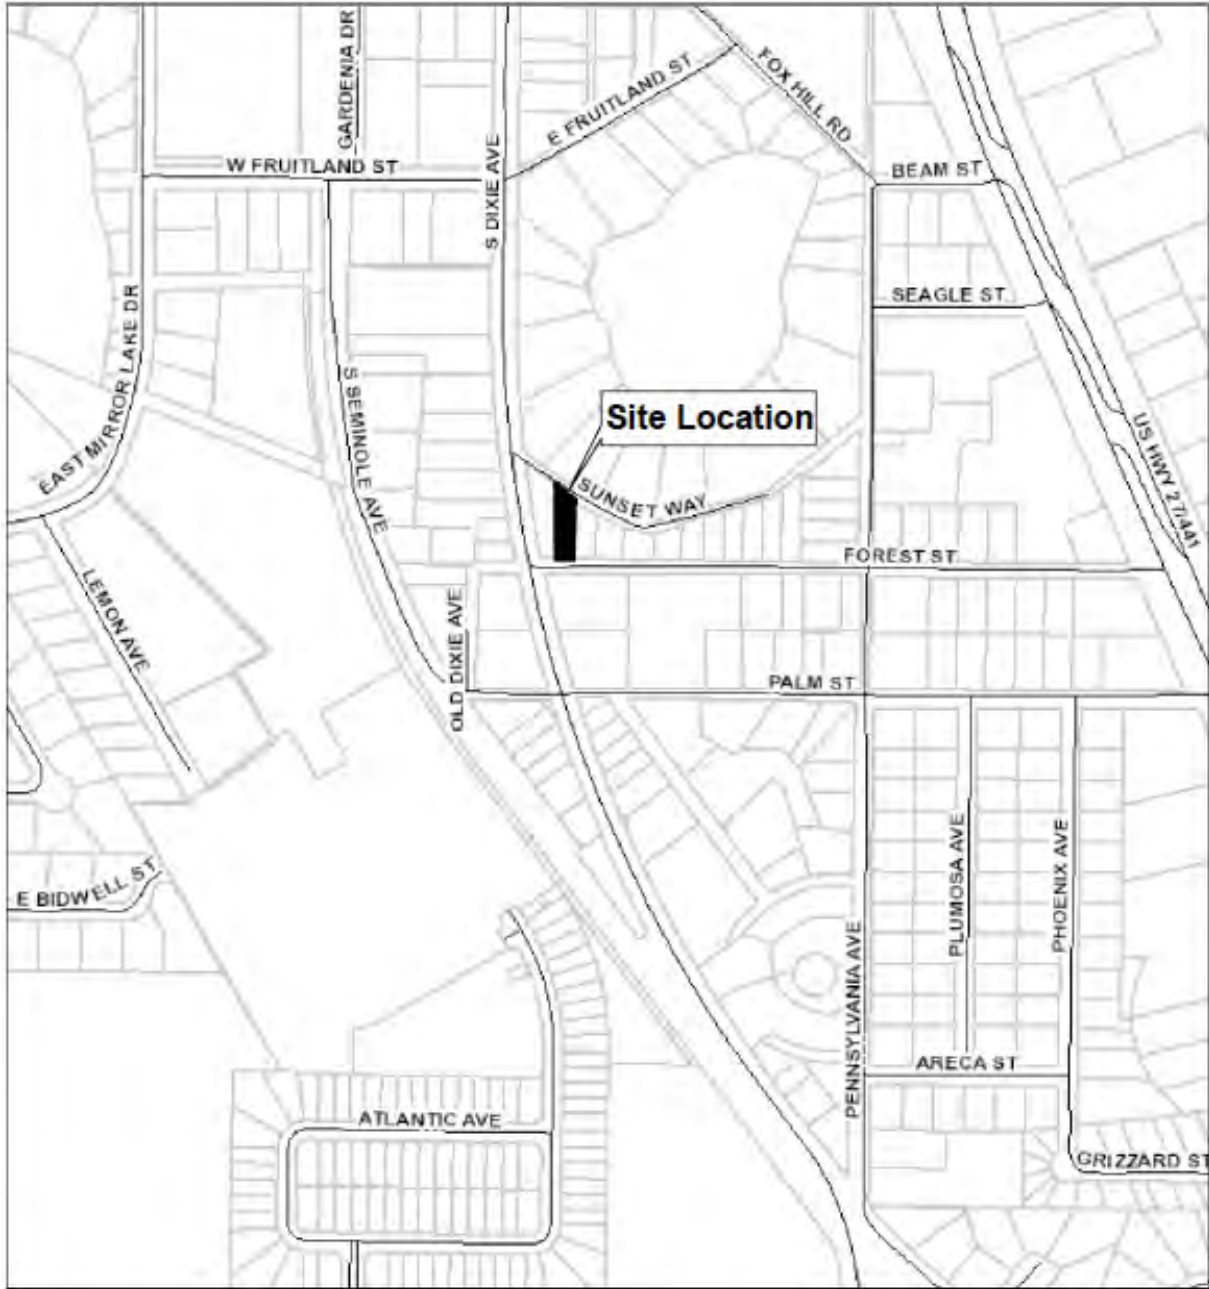 GARDENIA DR
E FRUITLAND ST
FOX HILL RD
W FRUITLAND ST
S DIXIE AVE
BEAM ST
SEAGLE ST
EAST MIRROR LAKE DR
S SEMINOLE AVE
Site Location
US HWY 27/441
SUNSET WAY
FOREST ST
LEMON AVE
OLD DIXIE AVE
PALM ST
PLUMOSA AVE
PHOENIX AVE
E BIDWELL ST
PENNSYLVANIA AVE
ARECA ST
ATLANTIC AVE
GRIZZARD ST